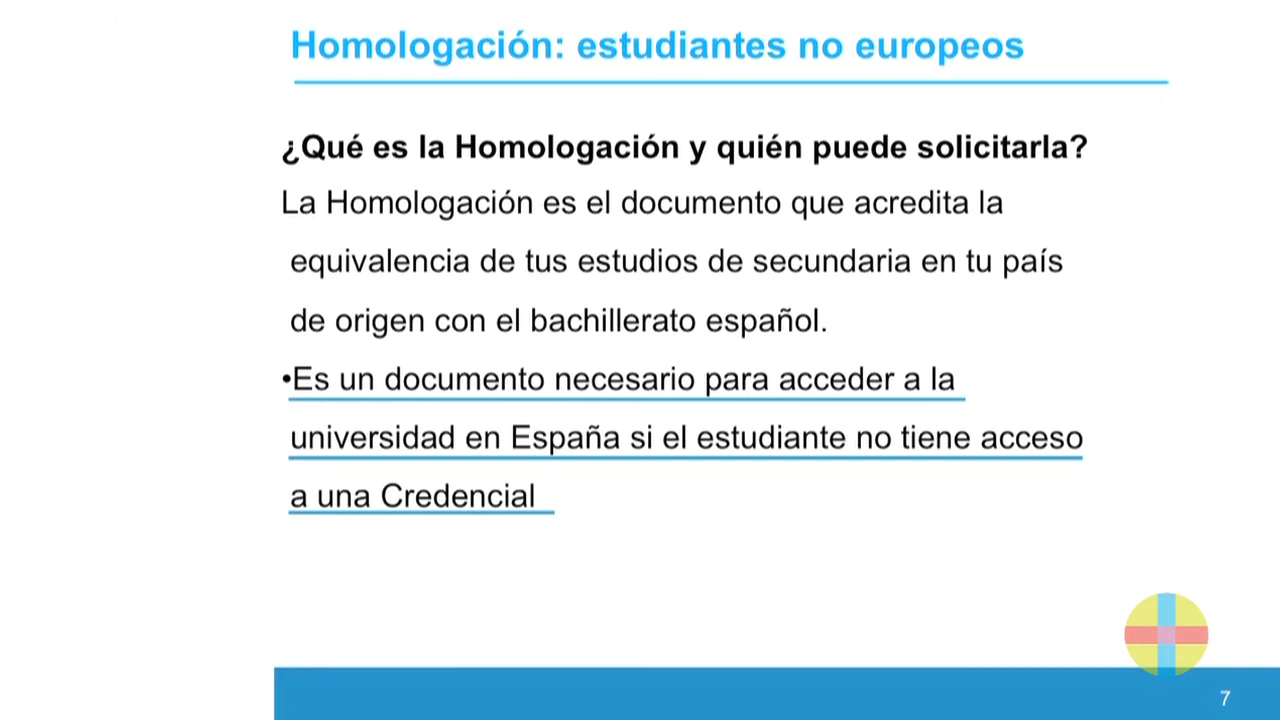 Homologación: estudiantes no europeos
¿Qué es la Homologación y quién puede solicitarla?
La Homologación es el documento que acredita la
equivalencia de tus estudios de secundaria en tu país
de origen con el bachillerato español.
•Es un documento necesario para acceder a la
universidad en España si el estudiante no tiene acceso
a una Credencial
7